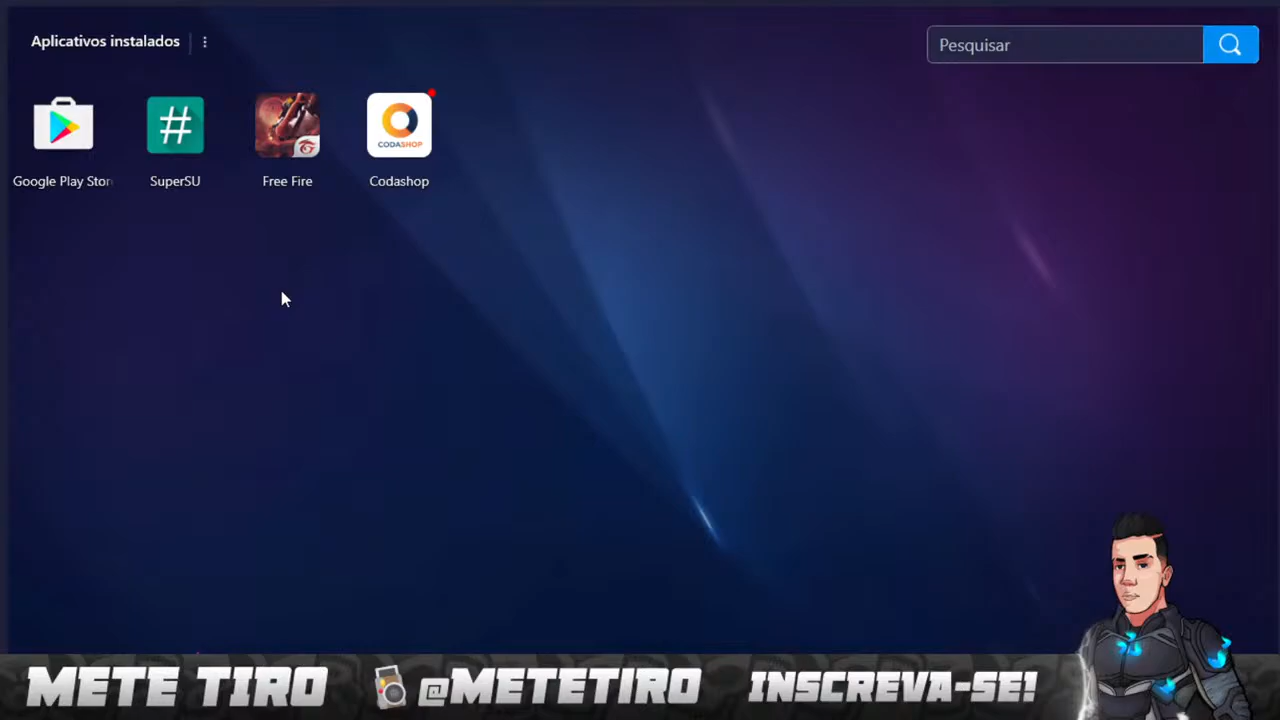 Aplicativos instalados
Pesquisar
CODASHOP
Google Play Stor
SuperSU
Free Fire
Codashop
METE TIRO @METETIRO INSCREVA-SE!